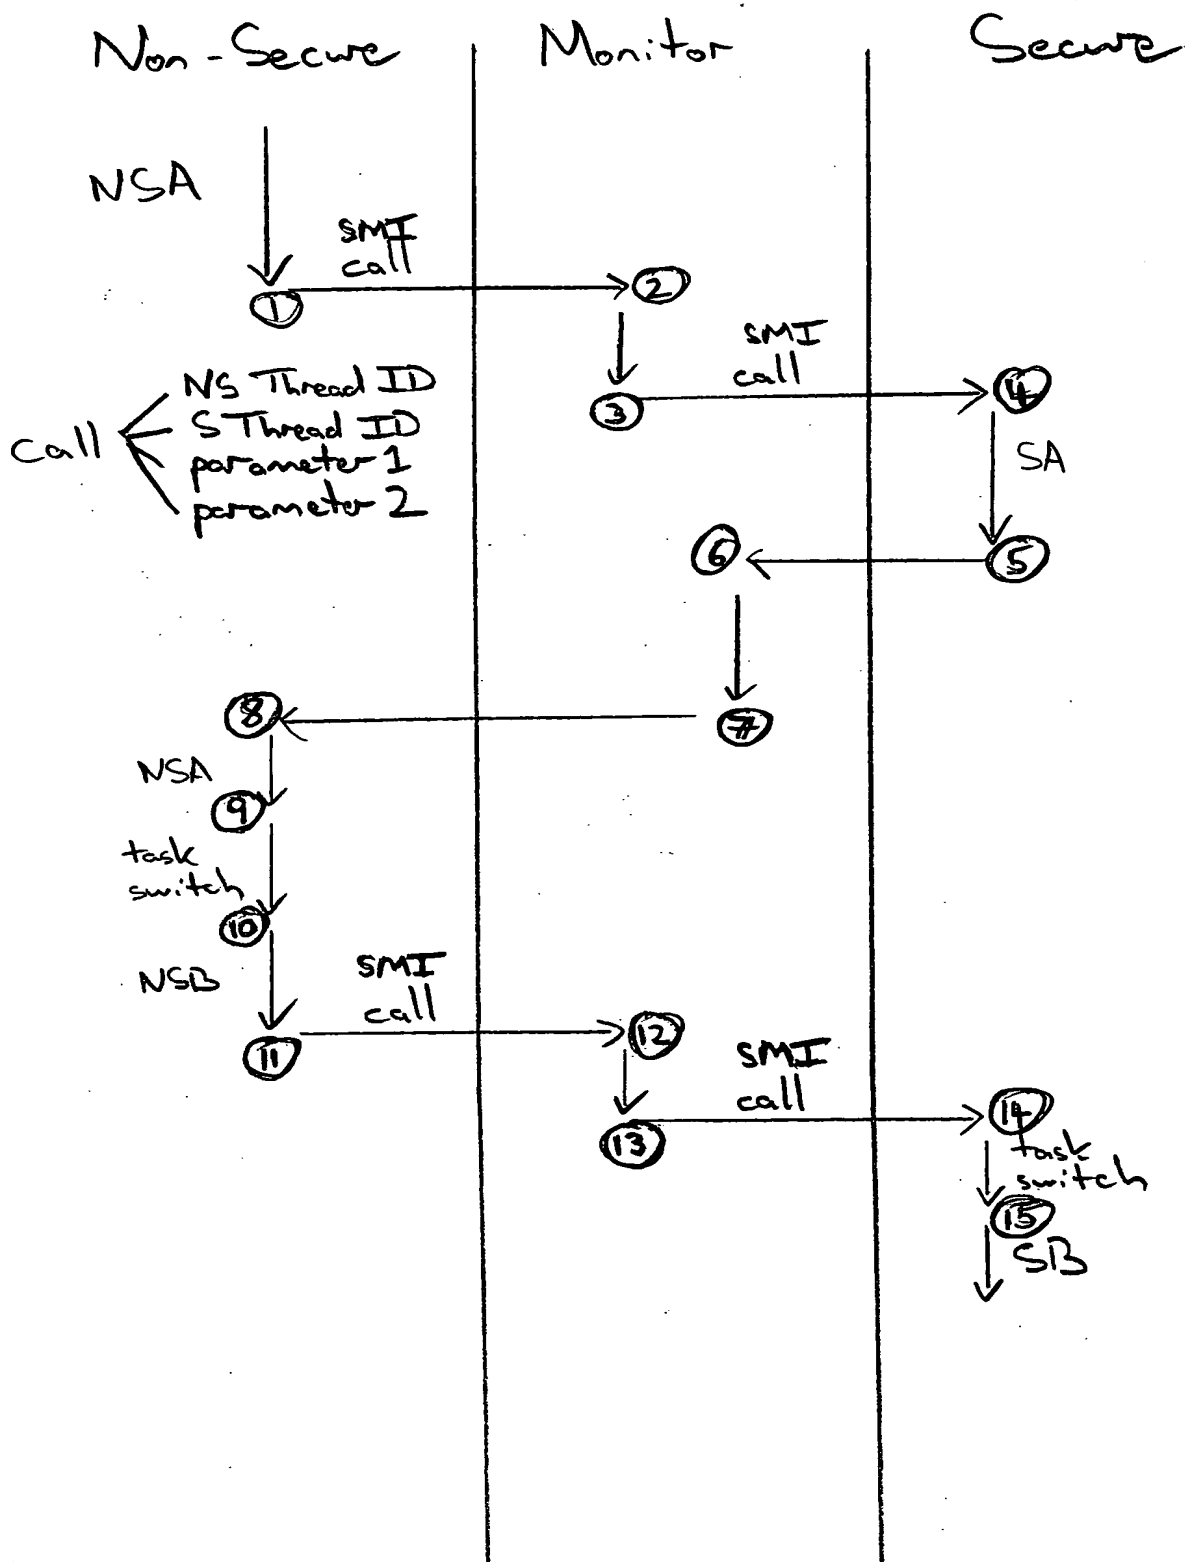 Non-Secure
Monitor
Secure
NSA
SMI
call
1
2
SMI
call
3
4
NS Thread ID
S Thread ID
call
parameter 1
parameter 2
SA
6
5
8
7
NSA
9
task
switch
10
NSB
SMI
call
11
12
SMI
call
13
14
task
switch
15
SB